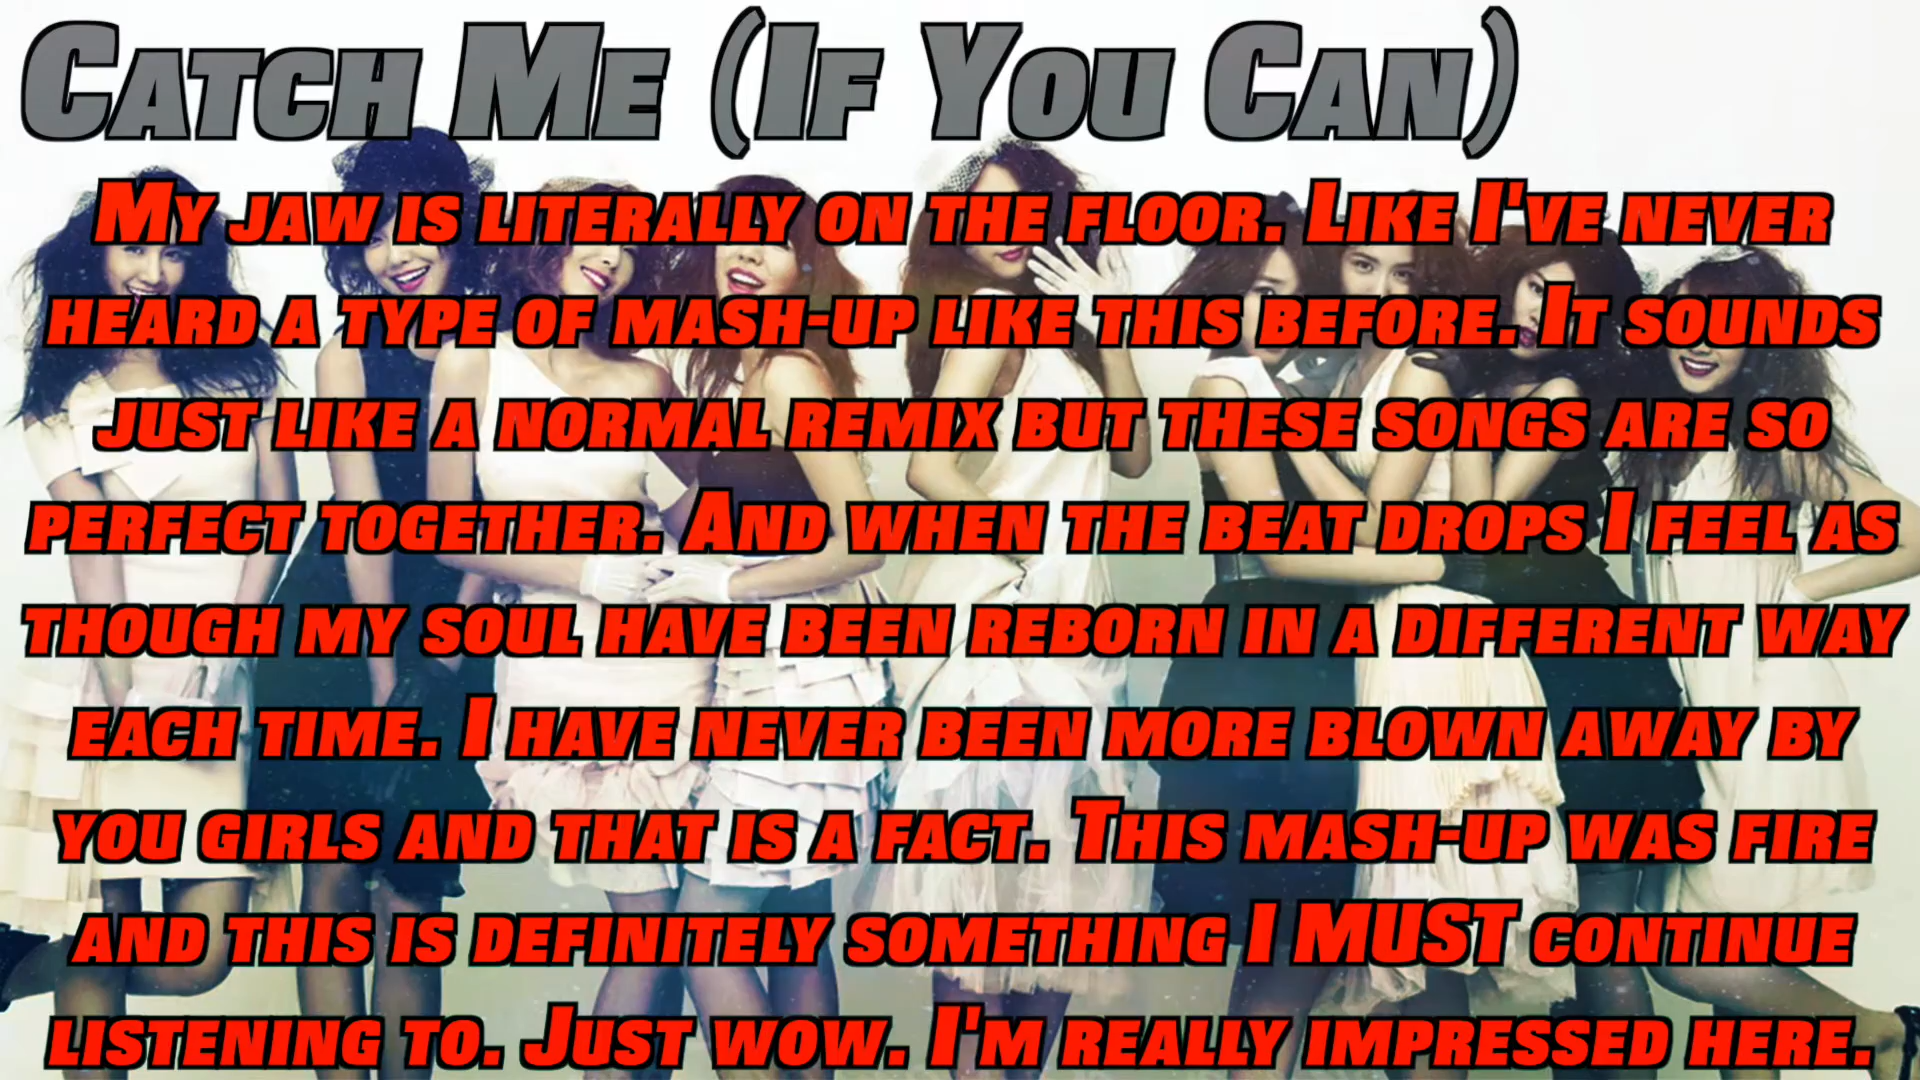 Catch Me (If You Can)
My jaw is literally on the floor. Like I've never
heard a type of mash-up like this before. It sounds
just like a normal remix but these songs are so
perfect together. And when the beat drops I feel as
though my soul have been reborn in a different way
each time. I have never been more blown away by
you girls and that is a fact. This mash-up was fire
and this is definitely something I MUST continue
listening to. Just wow. I'm really impressed here.